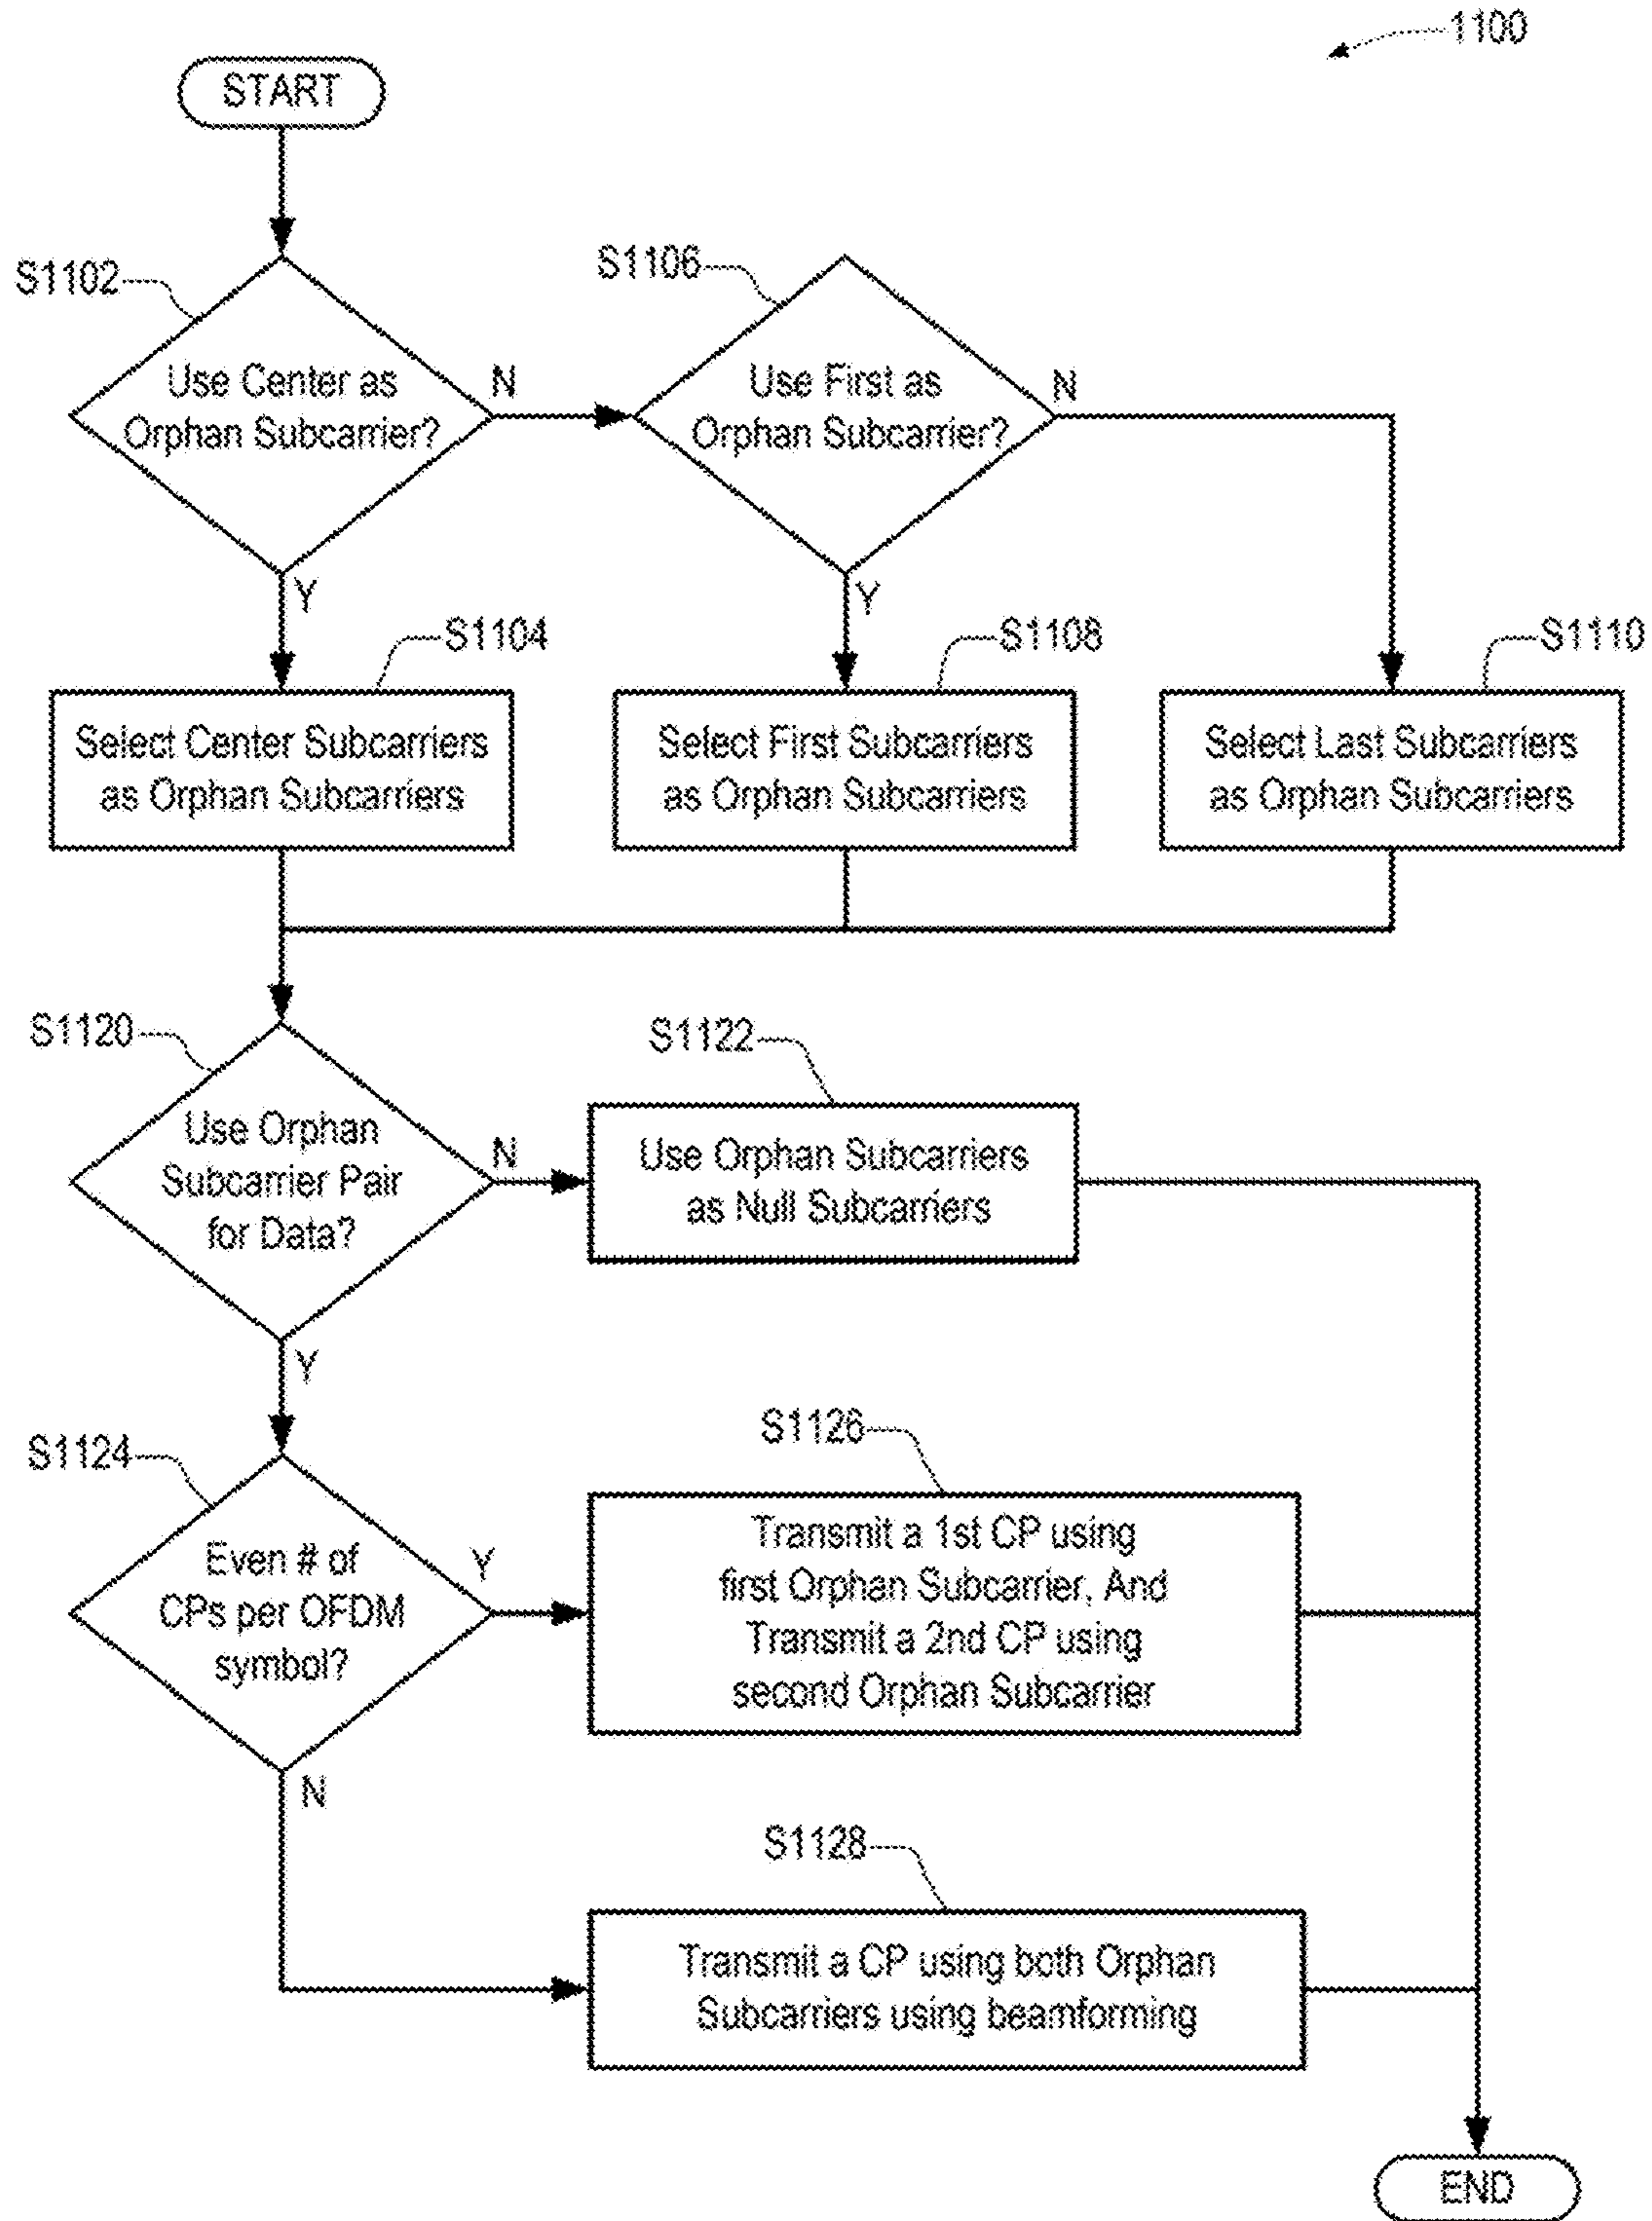 1100
START
S1102
S1106
Use Center as
Orphan Subcarrier?
N
Use First as
Orphan Subcarrier?
N
Y
Y
S1104
S1108
S1110
Select Center Subcarriers
as Orphan Subcarriers
Select First Subcarriers
as Orphan Subcarriers
Select Last Subcarriers
as Orphan Subcarriers
S1120
S1122
Use Orphan
Subcarrier Pair
for Data?
N
Use Orphan Subcarriers
as Null Subcarriers
Y
S1124
S1126
Even # of
CPs per OFDM
symbol?
Y
Transmit a 1st CP using
first Orphan Subcarrier, And
Transmit a 2nd CP using
second Orphan Subcarrier
N
S1128
Transmit a CP using both Orphan
Subcarriers using beamforming
END